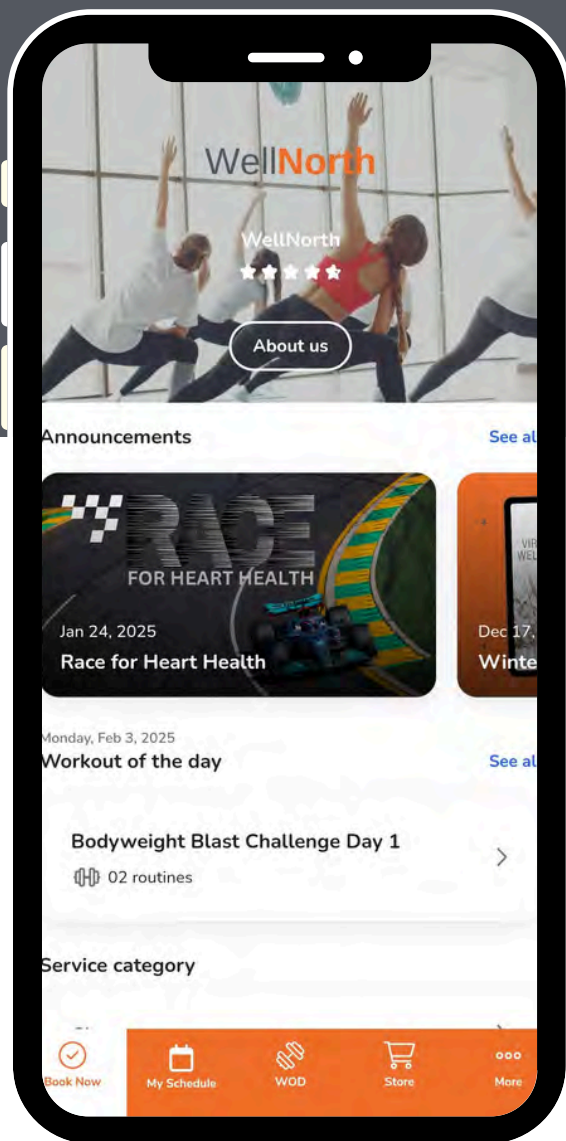 WellNorth
WellNorth
About us
Announcements
See al
RACE
FOR HEART HEALTH
Jan 24, 2025
Race for Heart Health
VIR
WEL
Dec 17,
Winte
Monday, Feb 3, 2025
Workout of the day
See al
Bodyweight Blast Challenge Day 1
02 routines
Service category
Book Now
My Schedule
WOD
Store
More